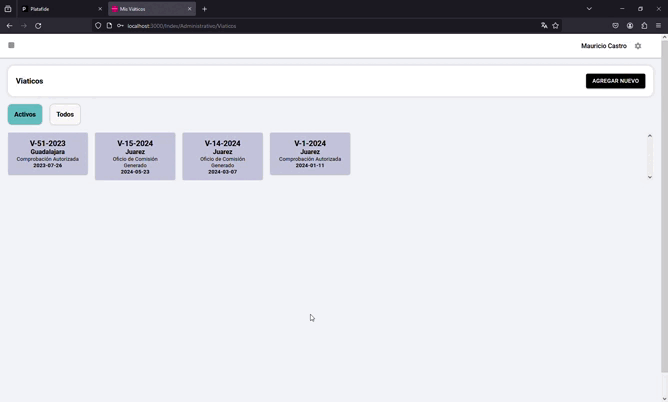 Platafide
Mis Viaticos
localhost:3000/Index/Administrativo/Viaticos
Mauricio Castro
Viaticos
AGREGAR NUEVO
Activos
Todos
V-51-2023
Guadalajara
Comprobación Autorizada
2023-07-26
V-15-2024
Juarez
Oficio de Comisión
Generado
2024-05-23
V-14-2024
Juarez
Oficio de Comisión
Generado
2024-03-07
V-1-2024
Juarez
Comprobación Autorizada
2024-01-11